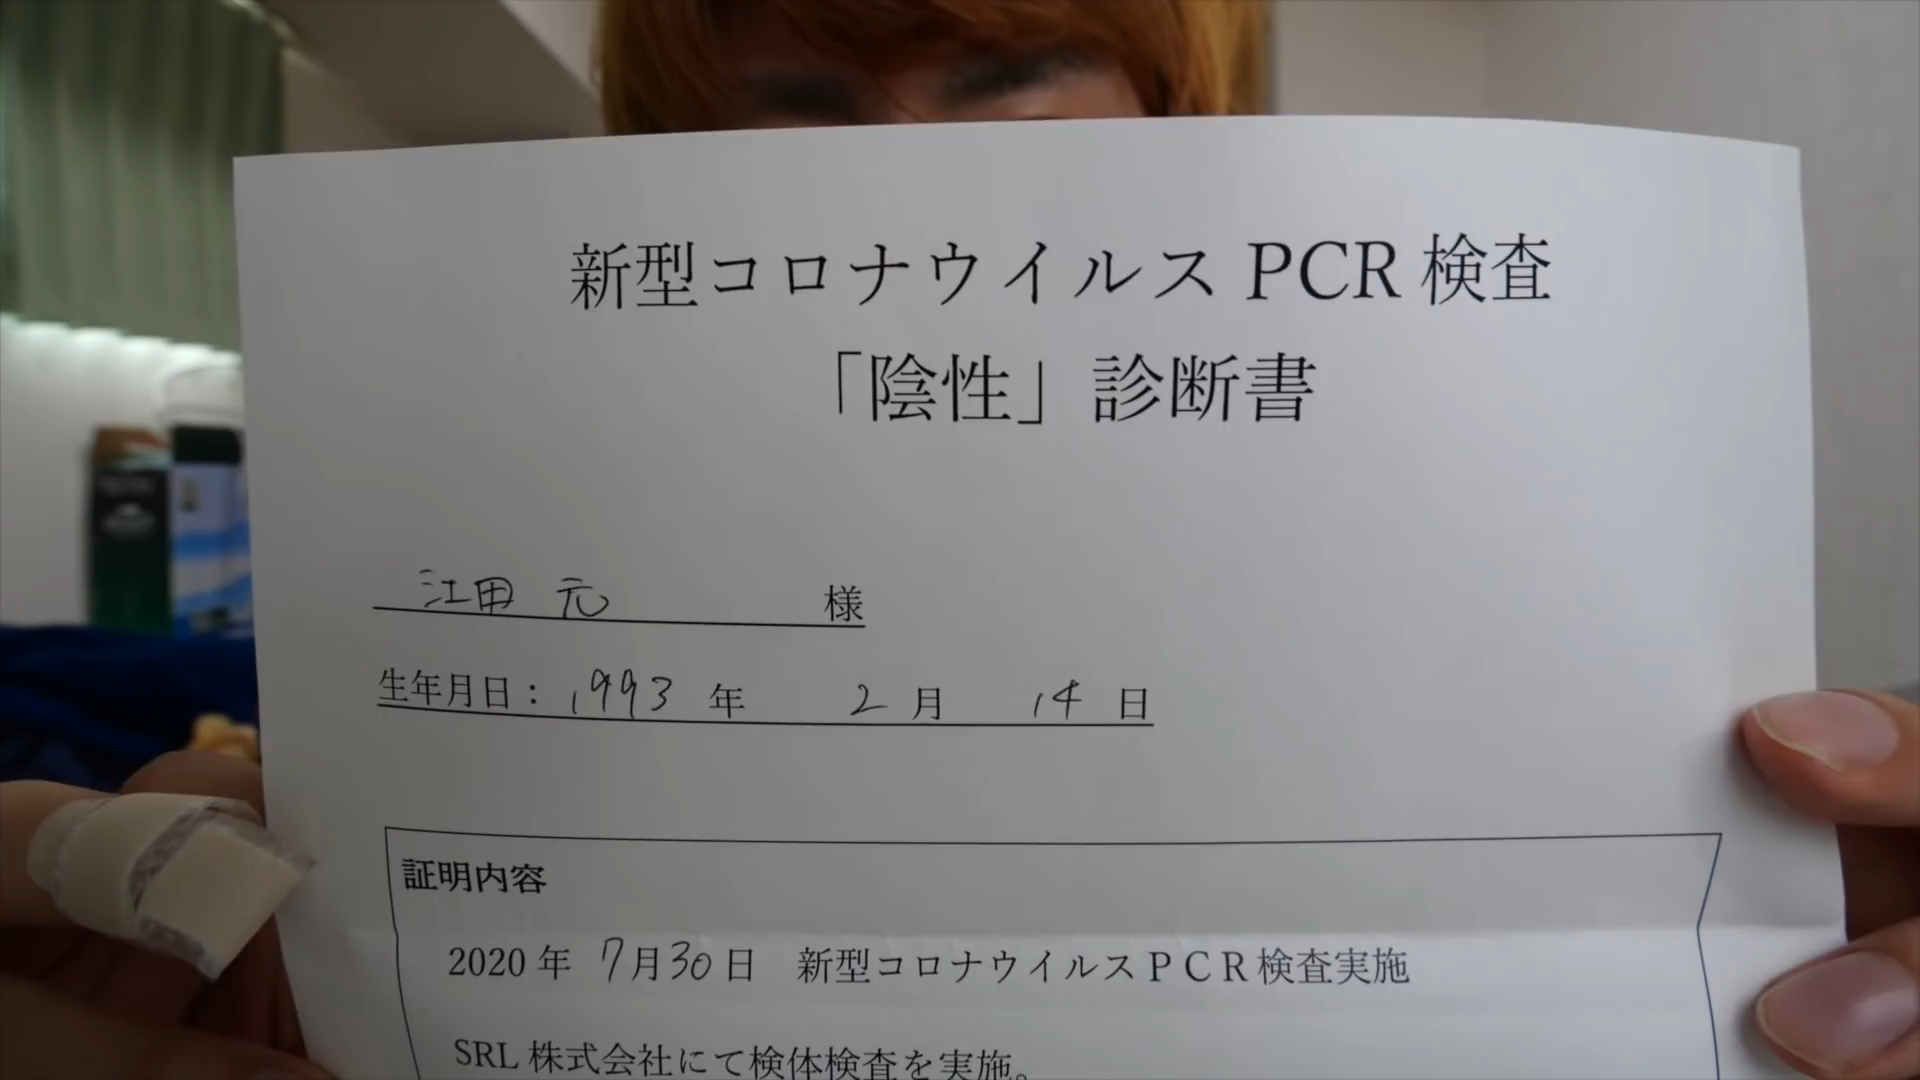 新型コロナウイルス PCR 検査
「陰性」診断書
江田 元 様
生年月日： 1993 年 2 月 14 日
証明内容
2020 年 7月30日 新型コロナウイルスＰＣＲ検査実施
SRL 株式会社にて検体検査を実施。